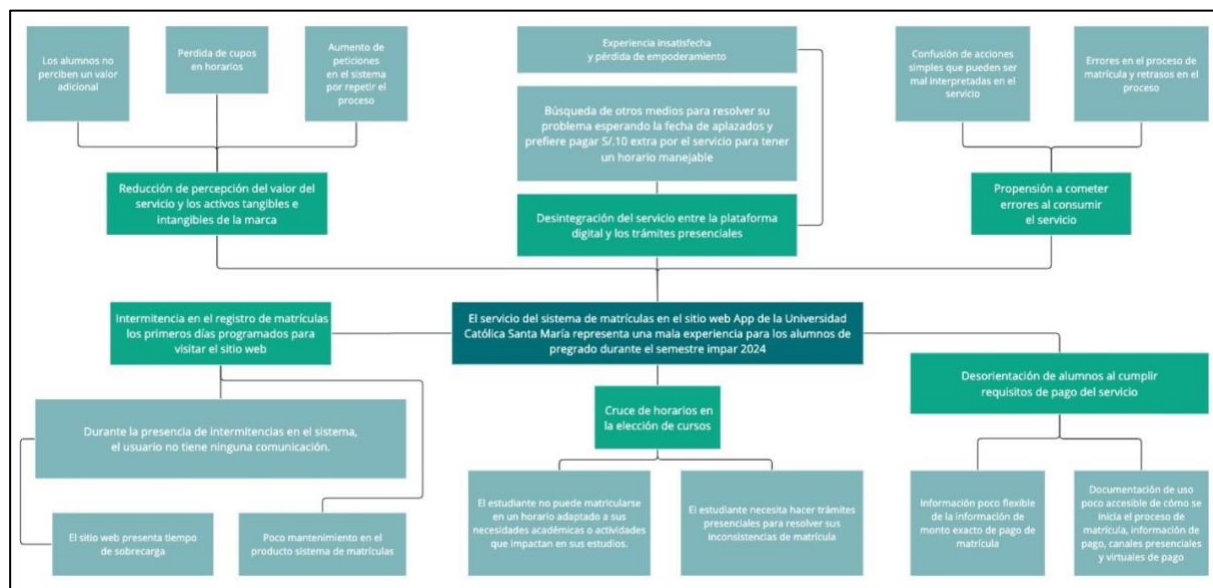 Los alumnos no
perciben un valor
adicional
Perdida de cupos
en horarios
Aumento de
peticiones
en el sistema
por repetir el
proceso
Experiencia insatisfecha
y pérdida de empoderamiento
Confusión de acciones
simples que pueden ser
mal interpretadas en el
servicio
Errores en el proceso de
matrícula y retrasos en el
proceso
Búsqueda de otros medios para resolver su
problema esperando la fecha de aplazados y
prefiere pagar S/.10 extra por el servicio para tener
un horario manejable
Reducción de percepción del valor del
servicio y los activos tangibles e
intangibles de la marca
Desintegración del servicio entre la plataforma
digital y los trámites presenciales
Propensión a cometer
errores al consumir
el servicio
Intermitencia en el registro de matrículas
los primeros días programados para
visitar el sitio web
El servicio del sistema de matrículas en el sitio web App de la Universidad
Católica Santa María representa una mala experiencia para los alumnos de
pregrado durante el semestre impar 2024
Desorientación de alumnos al cumplir
requisitos de pago del servicio
Cruce de horarios en
la elección de cursos
Durante la presencia de intermitencias en el sistema,
el usuario no tiene ninguna comunicación.
El sitio web presenta tiempo
de sobrecarga
Poco mantenimiento en el
producto sistema de matrículas
El estudiante no puede matricularse
en un horario adaptado a sus
necesidades académicas o actividades
que impactan en sus estudios.
El estudiante necesita hacer trámites
presenciales para resolver sus
inconsistencias de matrícula
Información poco flexible
de la información de
monto exacto de pago de
matrícula
Documentación de uso
poco accesible de cómo se
inicia el proceso de
matrícula, información de
pago, canales presenciales
y virtuales de pago